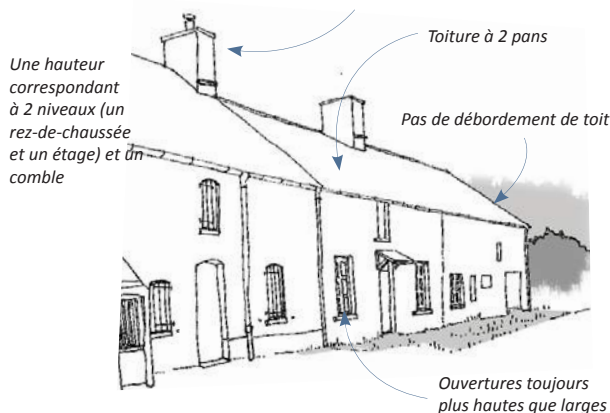 Toiture à 2 pans
Une hauteur
correspondant
à 2 niveaux (un
rez-de-chaussée
et un étage) et un
comble
Pas de débordement de toit
Ouvertures toujours
plus hautes que larges